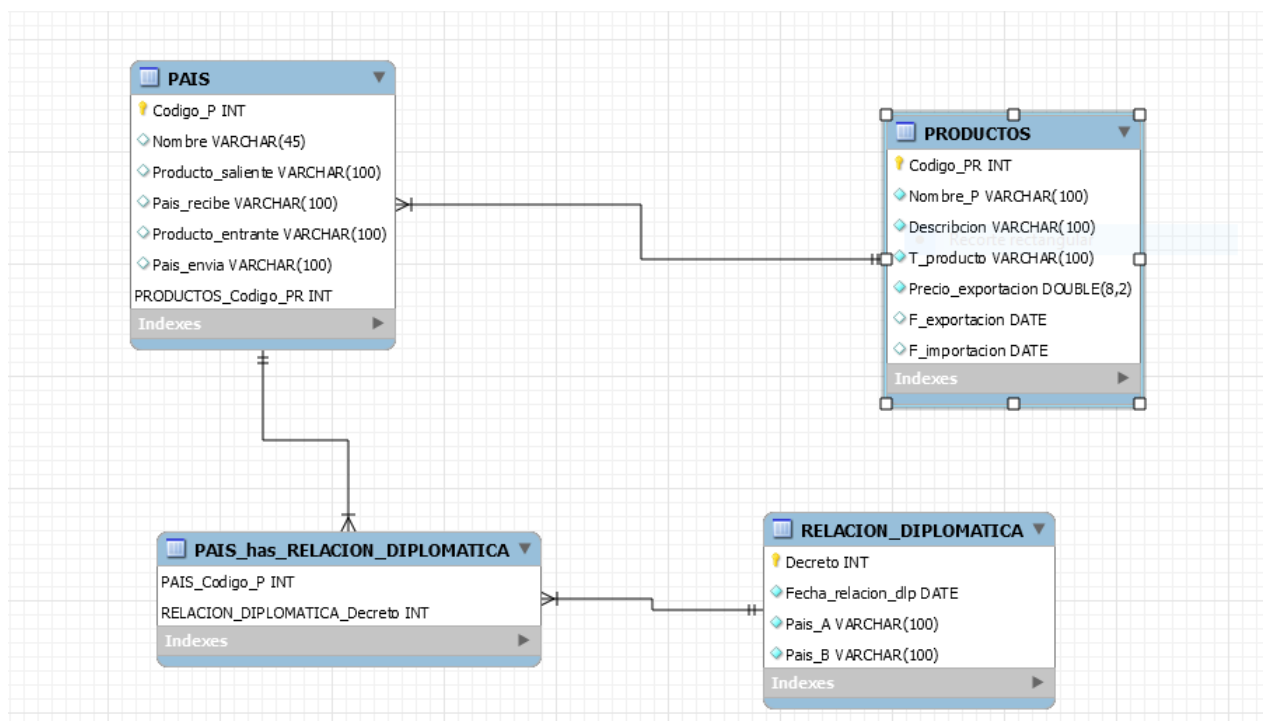 PAIS
Codigo_P INT
Nombre VARCHAR(45)
Producto_saliente VARCHAR(100)
Pais_recibe VARCHAR(100)
Producto_entrante VARCHAR(100)
Pais_envia VARCHAR(100)
PRODUCTOS_Codigo_PR INT
Indexes
PRODUCTOS
Codigo_PR INT
Nombre_P VARCHAR(100)
Describcion VARCHAR(100)
Recorte rectangular
T_producto VARCHAR(100)
Precio_exportacion DOUBLE(8,2)
F_exportacion DATE
F_importacion DATE
Indexes
PAIS_has_RELACION_DIPLOMATICA
PAIS_Codigo_P INT
RELACION_DIPLOMATICA_Decreto INT
Indexes
RELACION_DIPLOMATICA
Decreto INT
Fecha_relacion_dlp DATE
Pais_A VARCHAR(100)
Pais_B VARCHAR(100)
Indexes